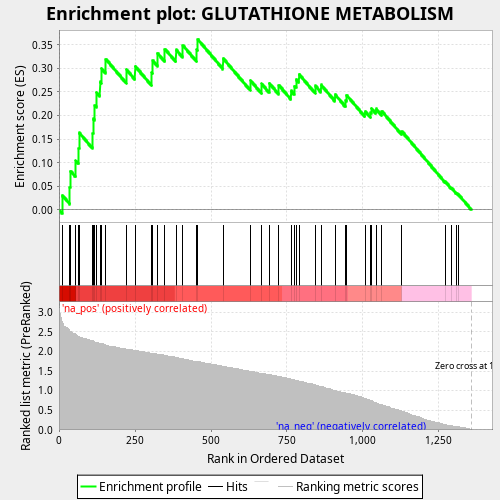 Enrichment plot: GLUTATHIONE METABOLISM
Enrichment score (ES)
0.35
0.30
0.25
0.20
0.15
0.10
0.05
0.00
'na_pos' (positively correlated)
Ranked list metric (PreRanked)
3.0
2.5
2.0
1.5
1.0
0.5
0.0
Zero cross at 1
'na_neg' (negatively correlated)
0
250
500
750
1,000
1,250
Rank in Ordered Dataset
Enrichment profile
Hits
Ranking metric scores